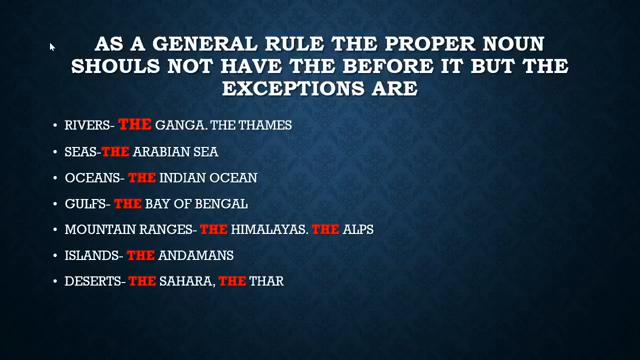 AS A GENERAL RULE THE PROPER NOUN
SHOULS NOT HAVE THE BEFORE IT BUT THE
EXCEPTIONS ARE
• RIVERS- THE GANGA. THE THAMES
• SEAS-THE ARABIAN SEA
• OCEANS- THE INDIAN OCEAN
• GULFS- THE BAY OF BENGAL
• MOUNTAIN RANGES- THE HIMALAYAS. THE ALPS
• ISLANDS- THE ANDAMANS
• DESERTS- THE SAHARA, THE THAR